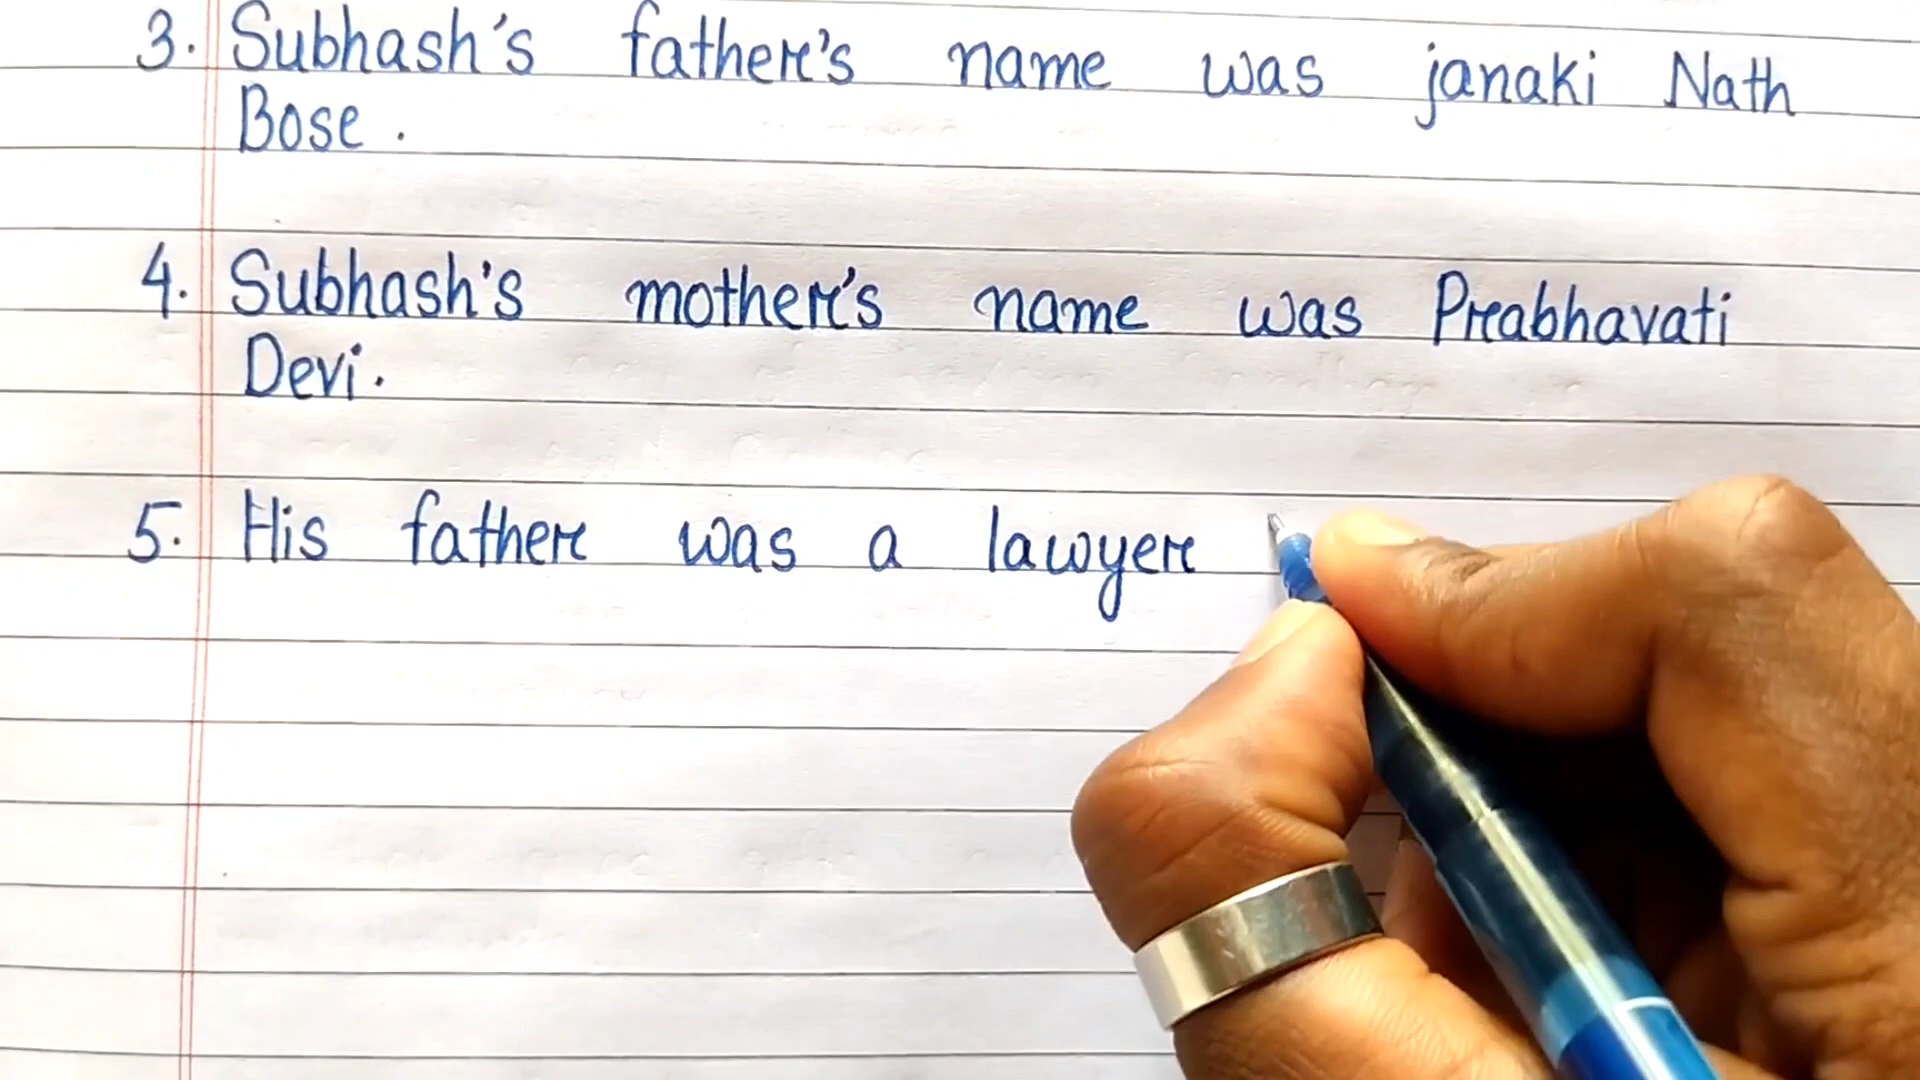 3. Subhash's father's name was janaki Nath
Bose.
4. Subhash's mother's name was Prabhavati
Devi.
5. His father was a lawyer